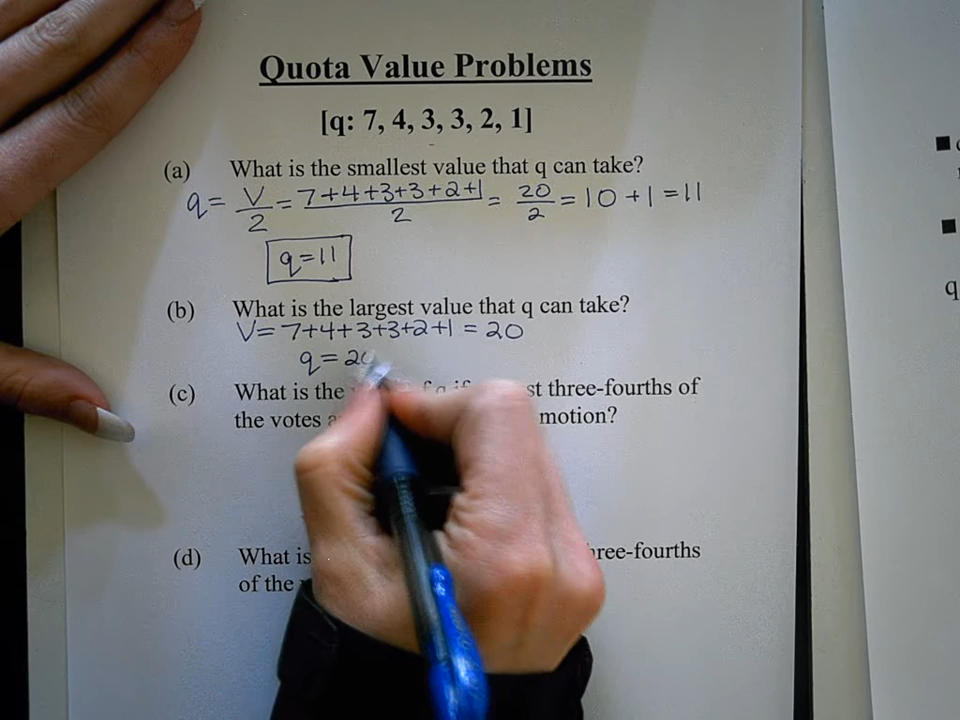 Quota Value Problems
[q: 7, 4, 3, 3, 2, 1]
(a) What is the smallest value that q can take?
q = V/2 = 7+4+3+3+2+1/2 = 20/2 = 10 + 1 = 11
q = 11
(b) What is the largest value that q can take?
V = 7+4+3+3+2+1 = 20
q = 20
(c) What is the if three-fourths of
the votes motion?
(d) What is three-fourths
of the
q